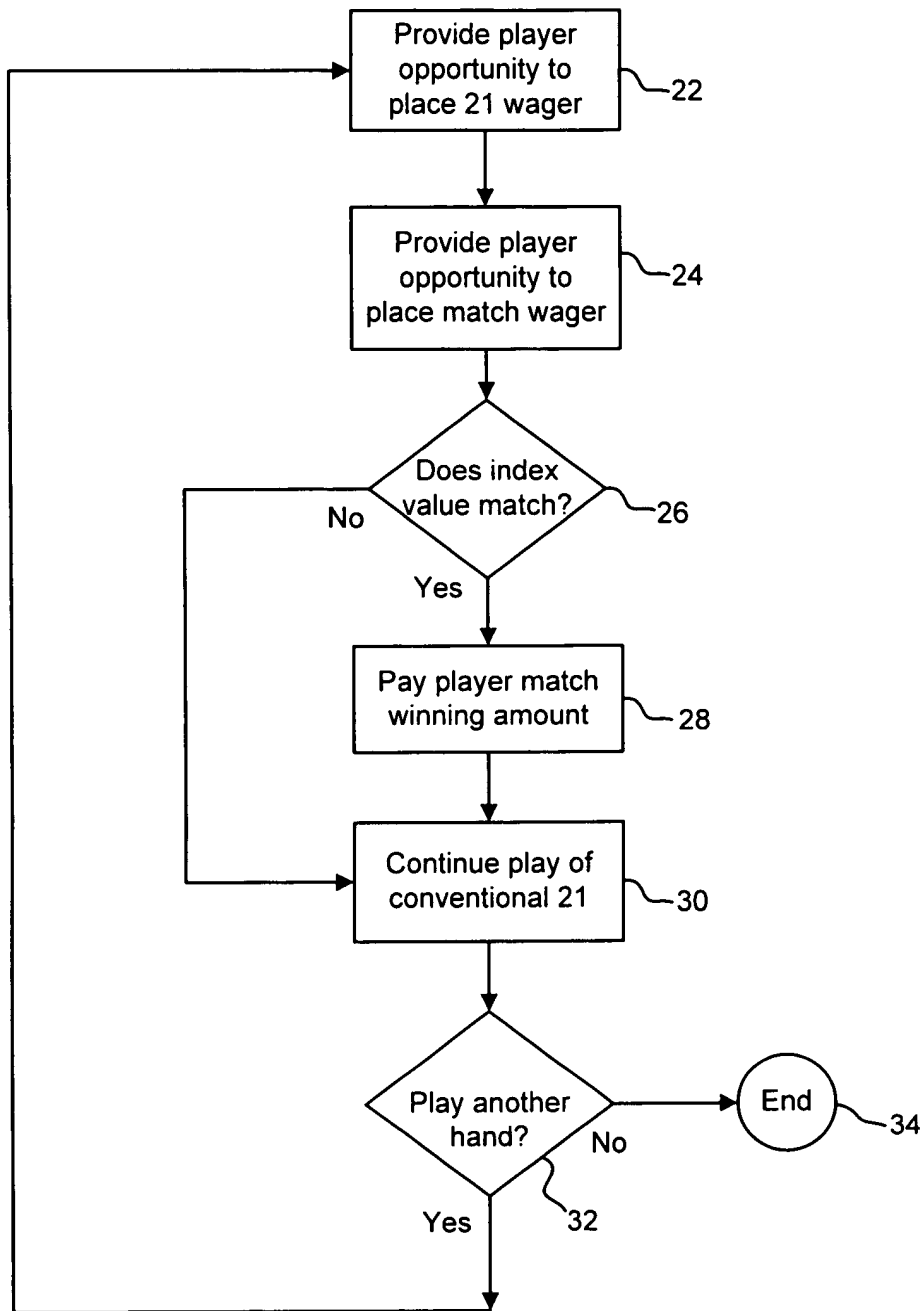 Provide player
opportunity to
place 21 wager
22
Provide player
opportunity to
place match wager
24
Does index
value match?
26
No
Yes
Pay player match
winning amount
28
Continue play of
conventional 21
30
Play another
hand?
No
End
34
32
Yes